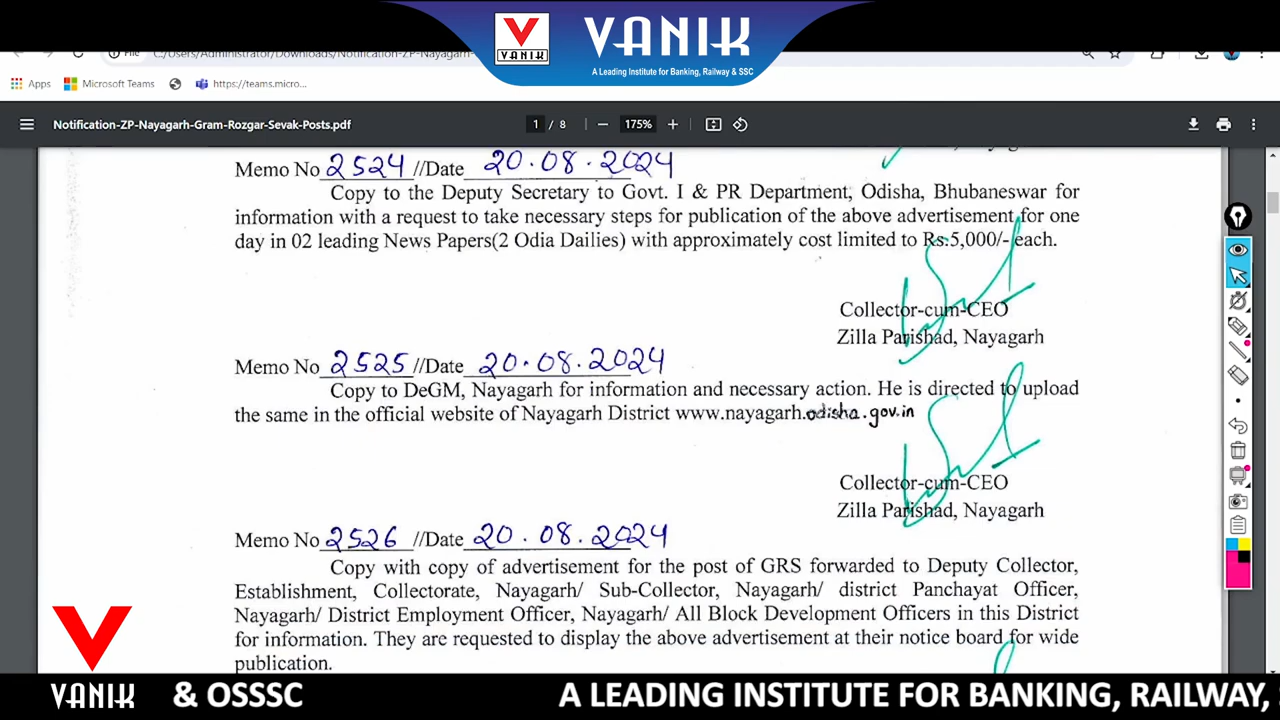 VANIK
VANIK
A Leading Institute for Banking, Railway & SSC
File
C:/Users/Administrator/Downloads/Notification-ZP-Nayagarh-
Apps
Microsoft Teams
https://teams.micro...
Notification-ZP-Nayagarh-Gram-Rozgar-Sevak-Posts.pdf
1 / 8
175%
Memo No 2524 //Date 20.08.2024
Copy to the Deputy Secretary to Govt. I & PR Department, Odisha, Bhubaneswar for
information with a request to take necessary steps for publication of the above advertisement for one
day in 02 leading News Papers(2 Odia Dailies) with approximately cost limited to Rs.5,000/- each.
Collector-cum-CEO
Zilla Parishad, Nayagarh
Memo No 2525 //Date 20.08.2024
Copy to DeGM, Nayagarh for information and necessary action. He is directed to upload
the same in the official website of Nayagarh District www.nayagarh.odisha.gov.in
Collector-cum-CEO
Zilla Parishad, Nayagarh
Memo No 2526 //Date 20.08.2024
Copy with copy of advertisement for the post of GRS forwarded to Deputy Collector,
Establishment, Collectorate, Nayagarh/ Sub-Collector, Nayagarh/ district Panchayat Officer,
Nayagarh/ District Employment Officer, Nayagarh/ All Block Development Officers in this District
for information. They are requested to display the above advertisement at their notice board for wide
publication.
VANIK
& OSSSC
A LEADING INSTITUTE FOR BANKING, RAILWAY,